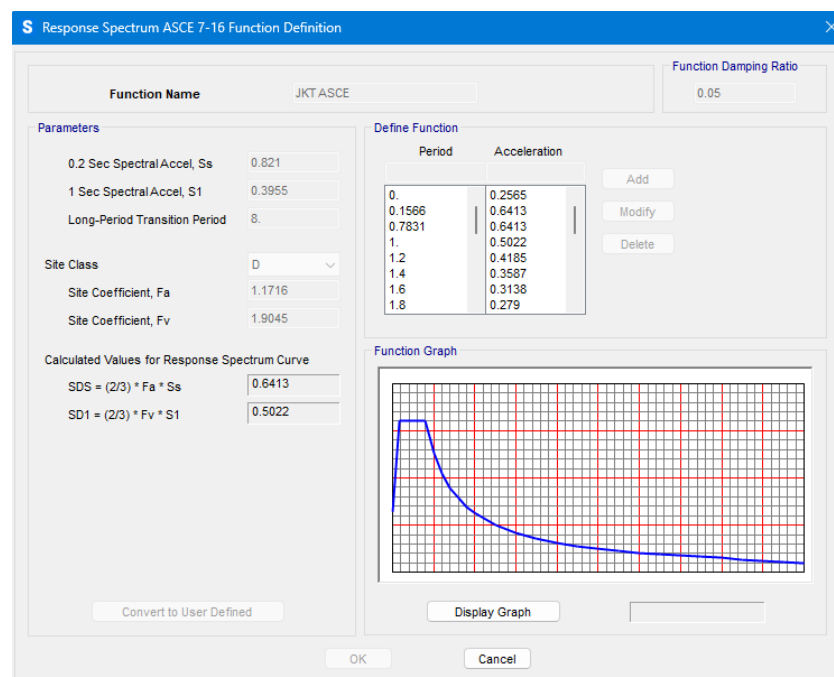 S Response Spectrum ASCE 7-16 Function Definition
Function Damping Ratio
Function Name JKT ASCE 0.05
Parameters
0.2 Sec Spectral Accel, Ss 0.821
1 Sec Spectral Accel, S1 0.3955
Long-Period Transition Period 8.
Site Class D
Site Coefficient, Fa 1.1716
Site Coefficient, Fv 1.9045
Calculated Values for Response Spectrum Curve
SDS = (2/3) * Fa * Ss 0.6413
SD1 = (2/3) * Fv * S1 0.5022
Convert to User Defined
Define Function
Period Acceleration
0. 0.2565
0.1566 0.6413
0.7831 0.6413
1. 0.5022
1.2 0.4185
1.4 0.3587
1.6 0.3138
1.8 0.279
Add
Modify
Delete
Function Graph
Display Graph
OK Cancel